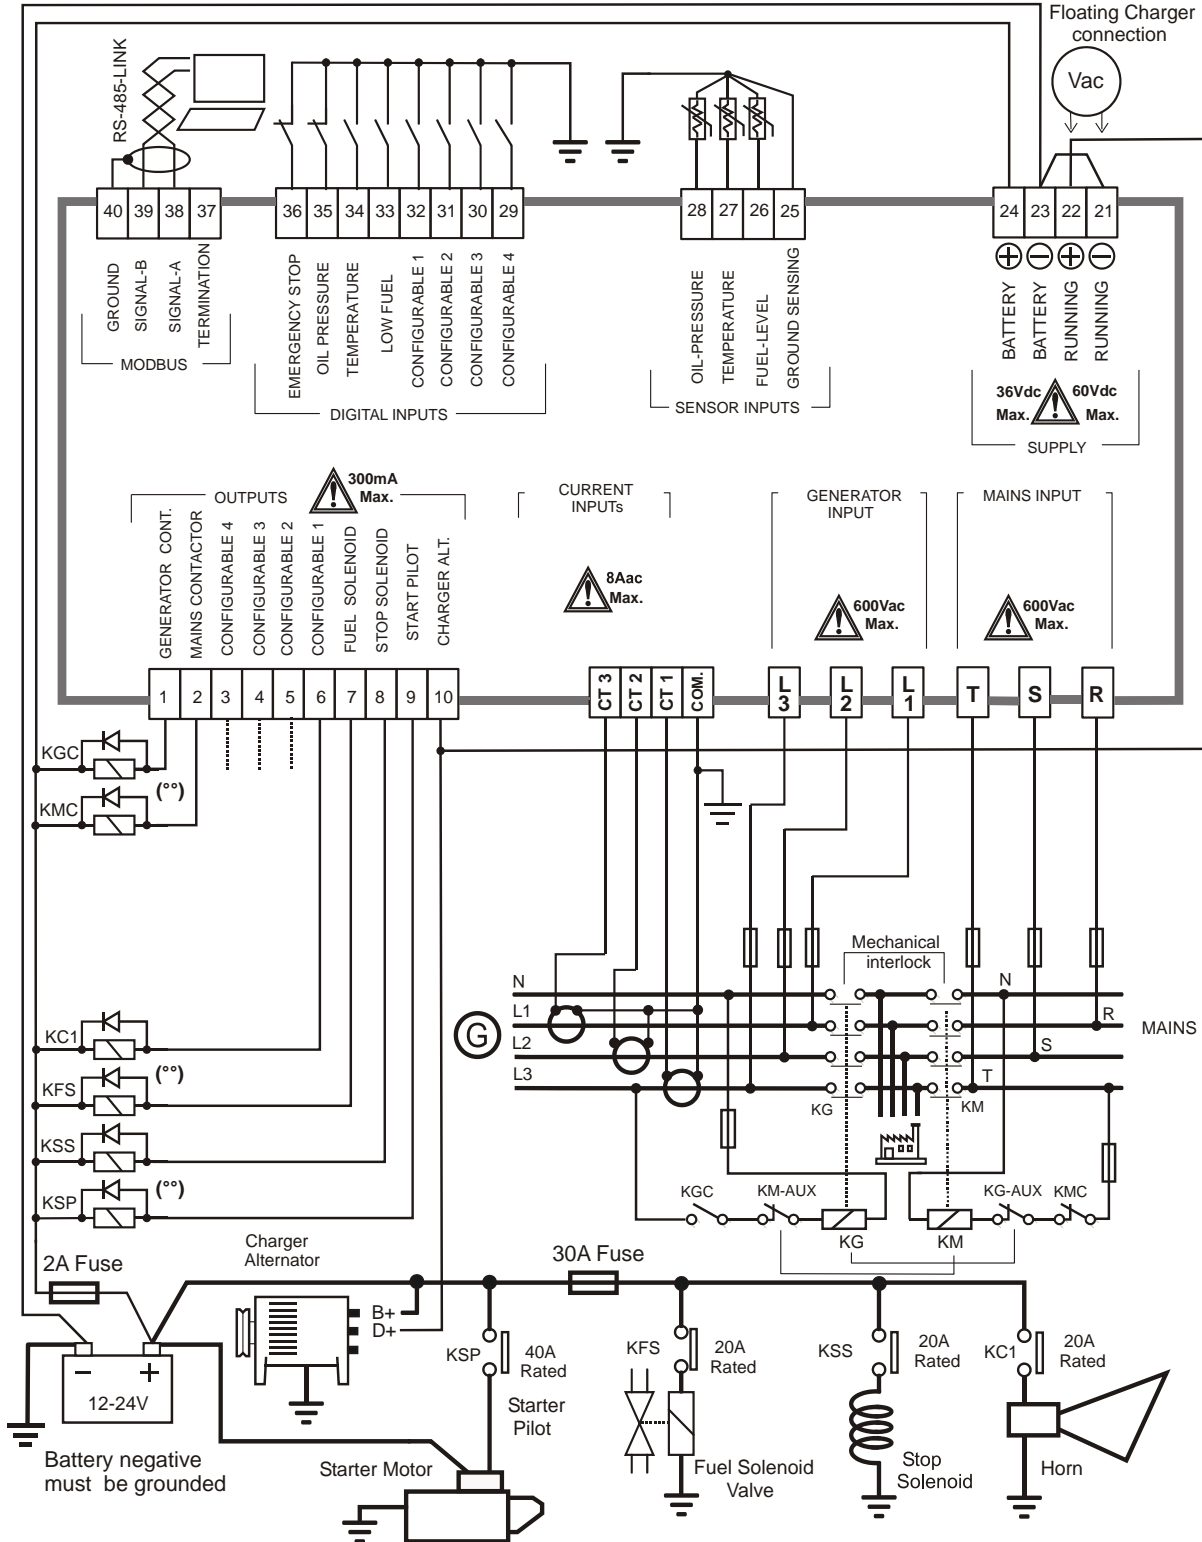 Floating Charger
connection
Vac
RS-485-LINK
40 39 38 37
36 35 34 33 32 31 30 29
28 27 26 25
24 23 22 21
GROUND
SIGNAL-B
SIGNAL-A
TERMINATION
MODBUS
EMERGENCY STOP
OIL PRESSURE
TEMPERATURE
LOW FUEL
CONFIGURABLE 1
CONFIGURABLE 2
CONFIGURABLE 3
CONFIGURABLE 4
DIGITAL INPUTS
OIL-PRESSURE
TEMPERATURE
FUEL-LEVEL
GROUND SENSING
SENSOR INPUTS
+ − + −
BATTERY
BATTERY
RUNNING
RUNNING
36Vdc
Max.
!
60Vdc
Max.
SUPPLY
OUTPUTS
!
300mA
Max.
GENERATOR CONT.
MAINS CONTACTOR
CONFIGURABLE 4
CONFIGURABLE 3
CONFIGURABLE 2
CONFIGURABLE 1
FUEL SOLENOID
STOP SOLENOID
START PILOT
CHARGER ALT.
CURRENT
INPUTs
!
8Aac
Max.
GENERATOR
INPUT
!
600Vac
Max.
MAINS INPUT
!
600Vac
Max.
1 2 3 4 5 6 7 8 9 10
CT 3
CT 2
CT 1
COM.
L3
L2
L1
T
S
R
KGC
(°°)
KMC
KC1
(°°)
KFS
KSS
(°°)
KSP
Mechanical
interlock
N
L1
L2
L3
G
N
R
S
T
MAINS
KG
KM
KGC
KM-AUX
KG
KM
KG-AUX
KMC
2A Fuse
Charger
Alternator
30A Fuse
B+
D+
− +
12-24V
Battery negative
must be grounded
KSP
40A
Rated
Starter
Pilot
Starter Motor
KFS
20A
Rated
Fuel Solenoid
Valve
KSS
20A
Rated
Stop
Solenoid
KC1
20A
Rated
Horn